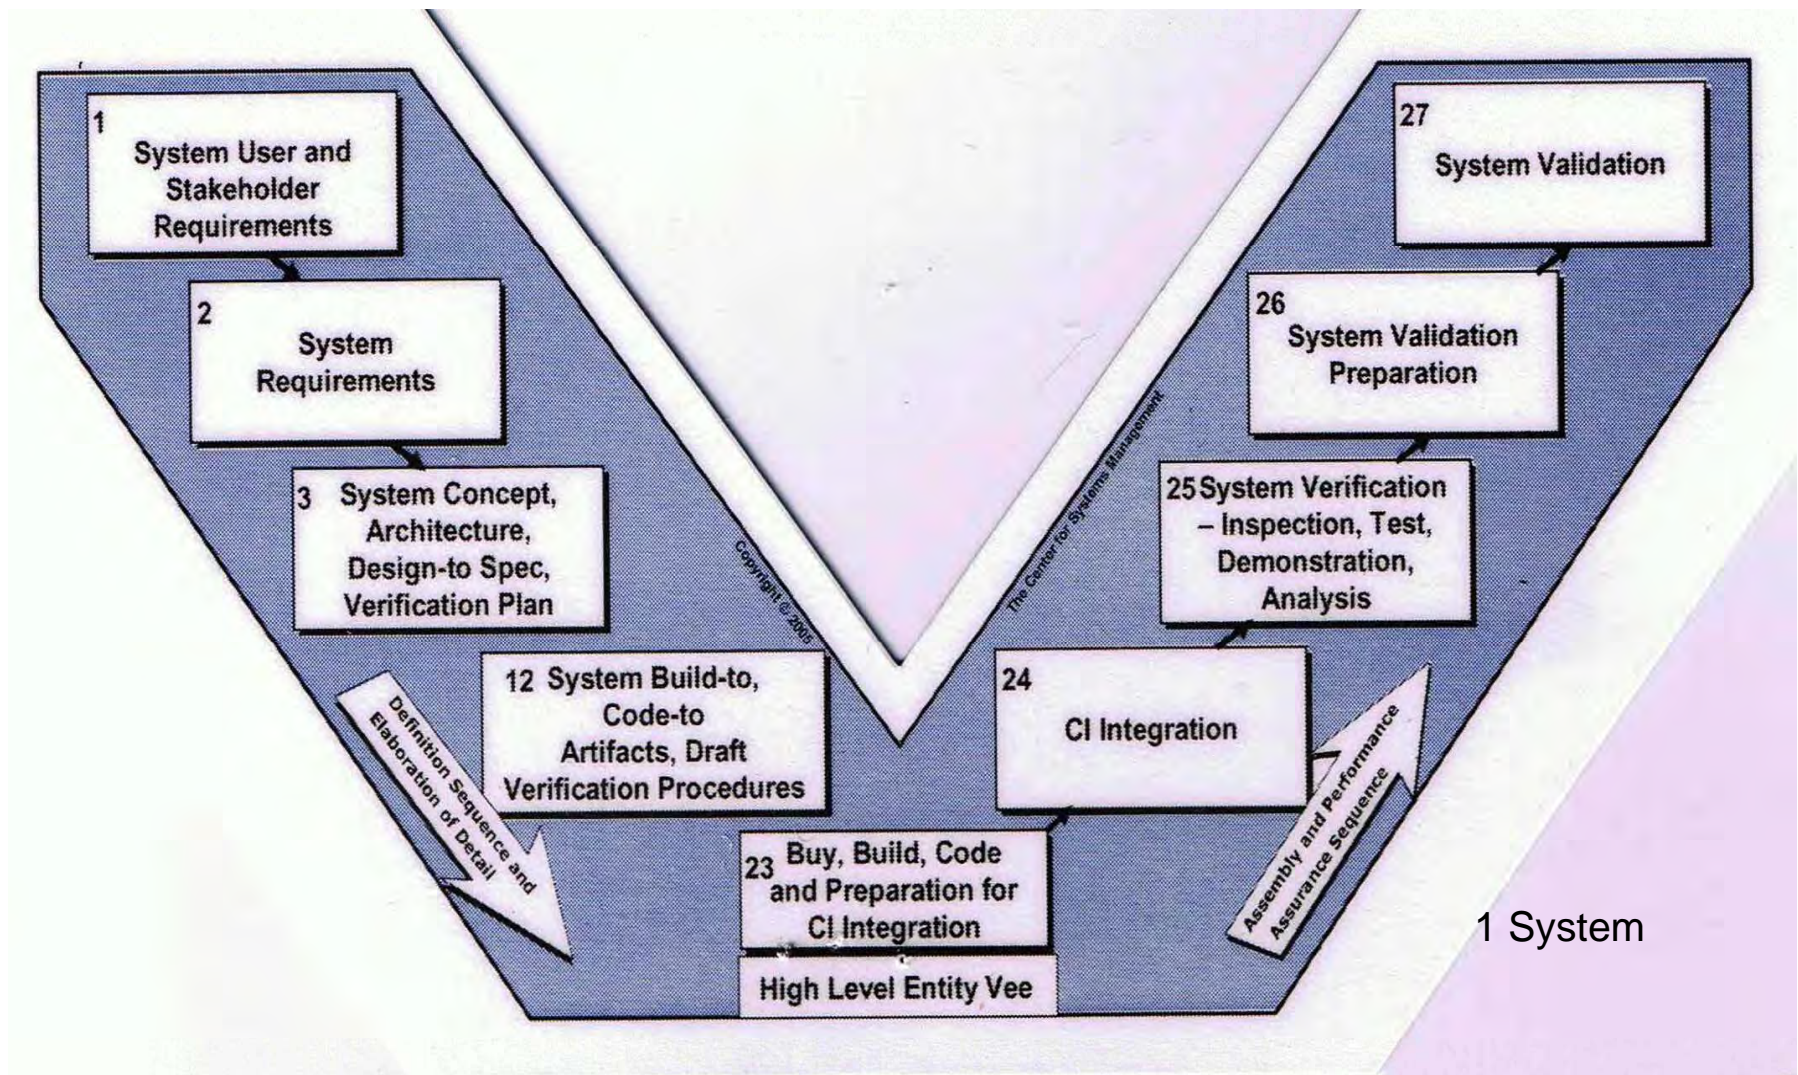 1
System User and
Stakeholder
Requirements
2
System
Requirements
3 System Concept,
Architecture,
Design-to Spec,
Verification Plan
12 System Build-to,
Code-to
Artifacts, Draft
Verification Procedures
Definition Sequence and
Elaboration of Detail
Copyright © 2005
The Center for Systems Management
23 Buy, Build, Code
and Preparation for
CI Integration
High Level Entity Vee
24
CI Integration
25 System Verification
– Inspection, Test,
Demonstration,
Analysis
26
System Validation
Preparation
27
System Validation
Assembly and Performance
Assurance Sequence
1 System